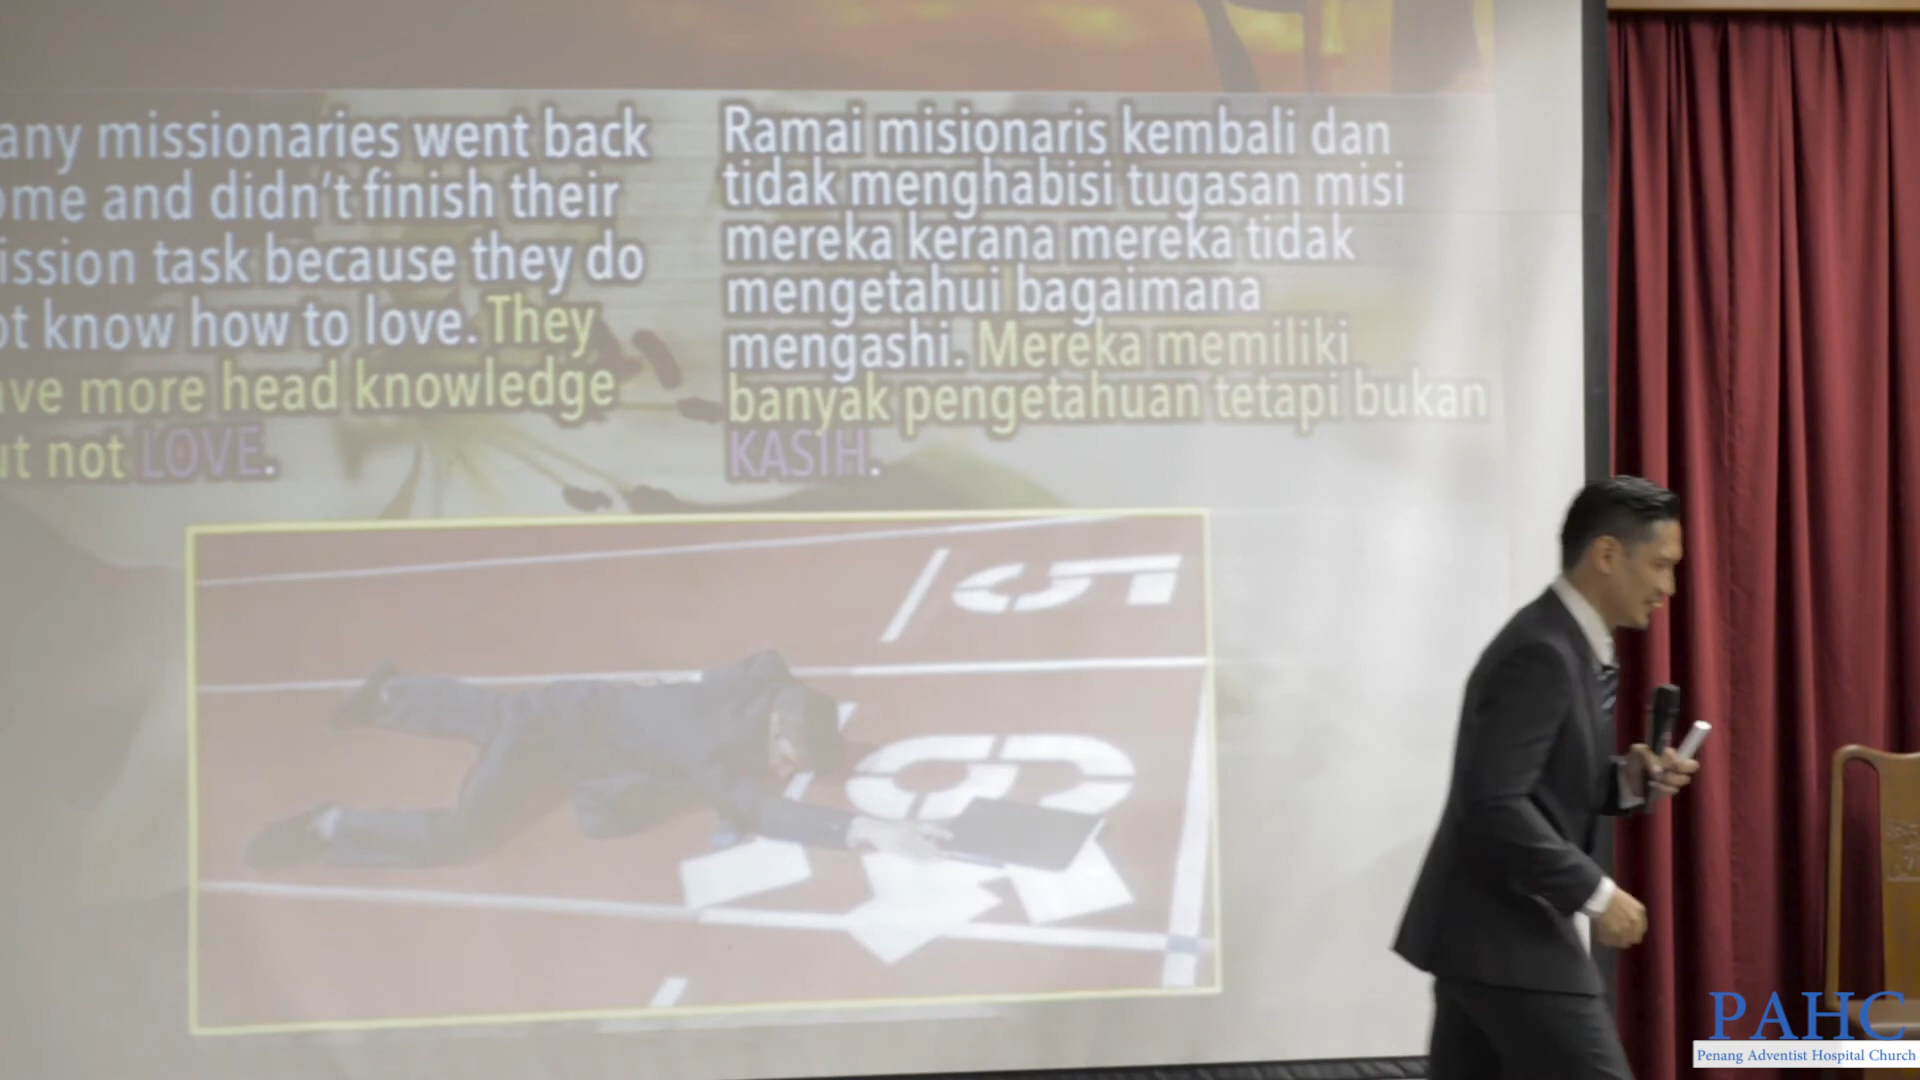 any missionaries went back
ome and didn't finish their
ission task because they do
ot know how to love. They
ave more head knowledge
ut not LOVE.
Ramai misionaris kembali dan
tidak menghabisi tugasan misi
mereka kerana mereka tidak
mengetahui bagaimana
mengashi. Mereka memiliki
banyak pengetahuan tetapi bukan
KASIH.
5
6
PAHC
Penang Adventist Hospital Church